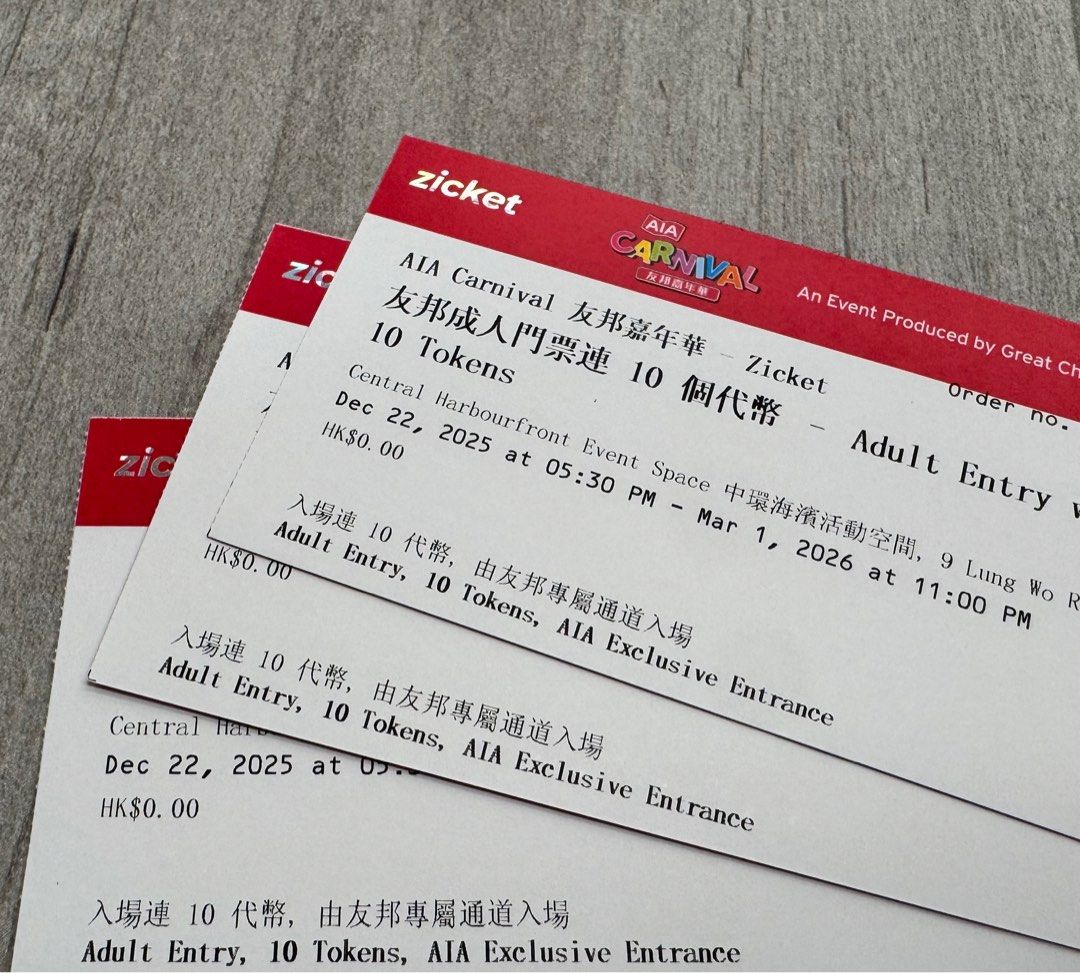 zicket
AIA
CARNIVAL
友邦嘉年華
An Event Produced by Great
AIA Carnival 友邦嘉年華 - Zicket
Order no.
友邦成人門票連 10 個代幣 - Adult Entry
10 Tokens
Central Harbourfront Event Space 中環海濱活動空間, 9 Lung Wo
Dec 22, 2025 at 05:30 PM - Mar 1, 2026 at 11:00 PM
HK$0.00
入場連 10 代幣, 由友邦專屬通道入場
Adult Entry, 10 Tokens, AIA Exclusive Entrance
HK$0.00
入場連 10 代幣, 由友邦專屬通道入場
Adult Entry, 10 Tokens, AIA Exclusive Entrance
Central
Dec 22, 2025 at
HK$0.00
入場連 10 代幣, 由友邦專屬通道入場
Adult Entry, 10 Tokens, AIA Exclusive Entrance